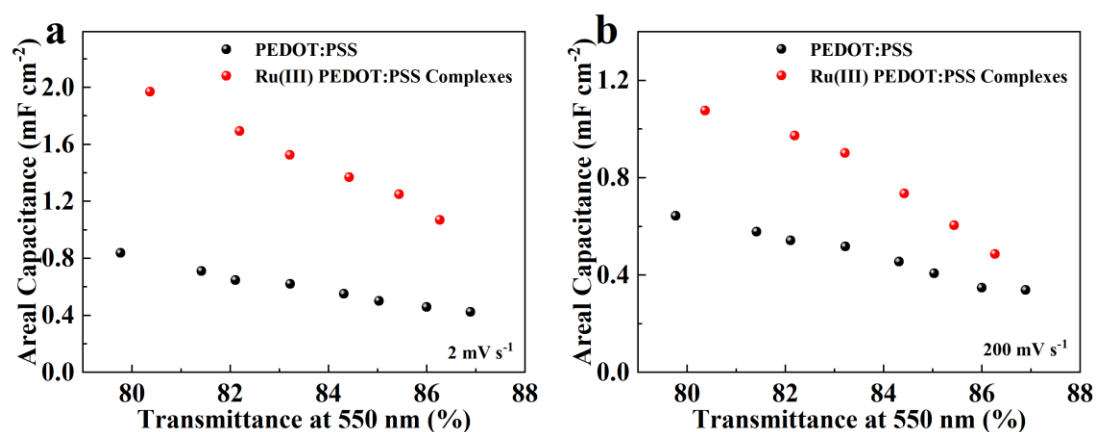 a
PEDOT:PSS
Ru(III) PEDOT:PSS Complexes
Areal Capacitance (mF cm⁻²)
2.0
1.6
1.2
0.8
0.4
0.0
2 mV s⁻¹
80 82 84 86 88
Transmittance at 550 nm (%)
b
PEDOT:PSS
Ru(III) PEDOT:PSS Complexes
Areal Capacitance (mF cm⁻²)
1.2
0.8
0.4
0.0
200 mV s⁻¹
80 82 84 86 88
Transmittance at 550 nm (%)